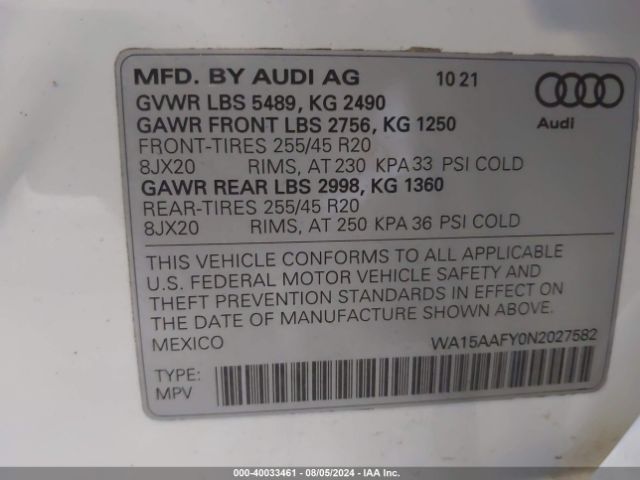 MFD. BY AUDI AG 10 21
GVWR LBS 5489, KG 2490
GAWR FRONT LBS 2756, KG 1250
Audi
FRONT-TIRES 255/45 R20
8JX20 RIMS, AT 230 KPA 33 PSI COLD
GAWR REAR LBS 2998, KG 1360
REAR-TIRES 255/45 R20
8JX20 RIMS, AT 250 KPA 36 PSI COLD
THIS VEHICLE CONFORMS TO ALL APPLICABLE
U.S. FEDERAL MOTOR VEHICLE SAFETY AND
THEFT PREVENTION STANDARDS IN EFFECT ON
THE DATE OF MANUFACTURE SHOWN ABOVE.
MEXICO WA15AAFY0N2027582
TYPE:
MPV
000-40033461 - 08/05/2024 - IAA Inc.